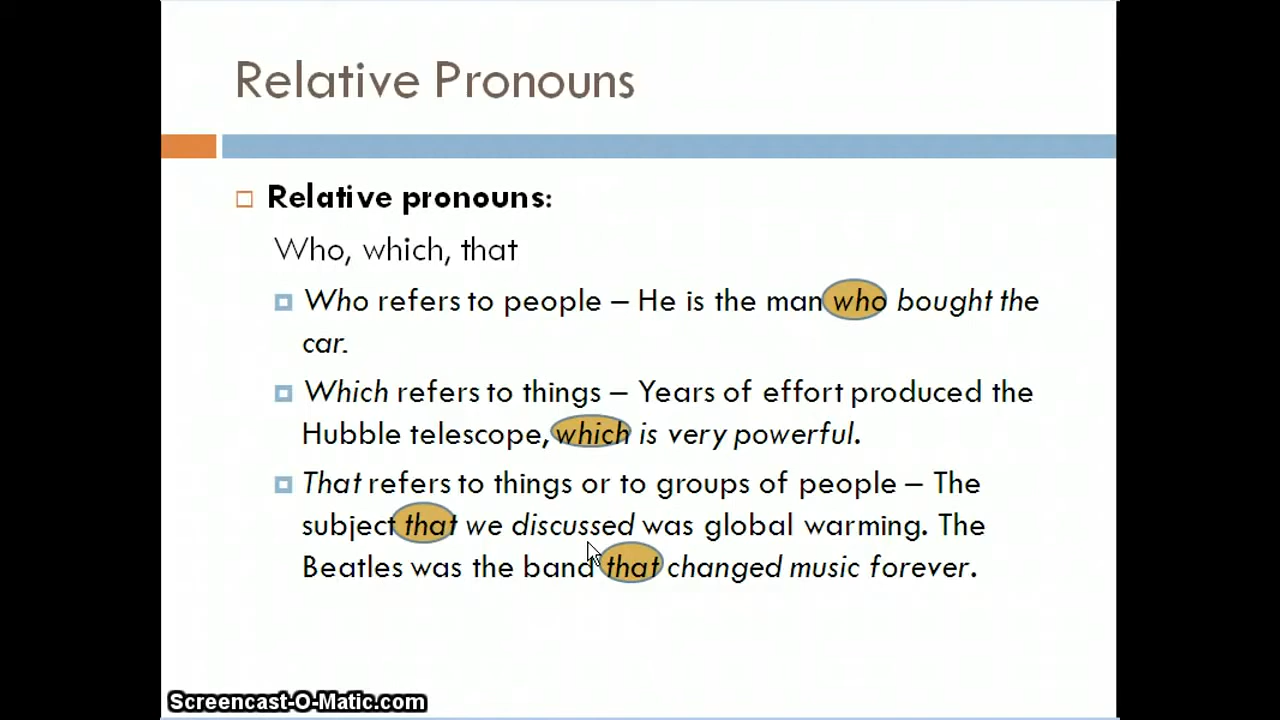 Relative Pronouns
Relative pronouns:
Who, which, that
Who refers to people – He is the man who bought the
car.
Which refers to things – Years of effort produced the
Hubble telescope, which is very powerful.
That refers to things or to groups of people – The
subject that we discussed was global warming. The
Beatles was the band that changed music forever.
Screencast-O-Matic.com